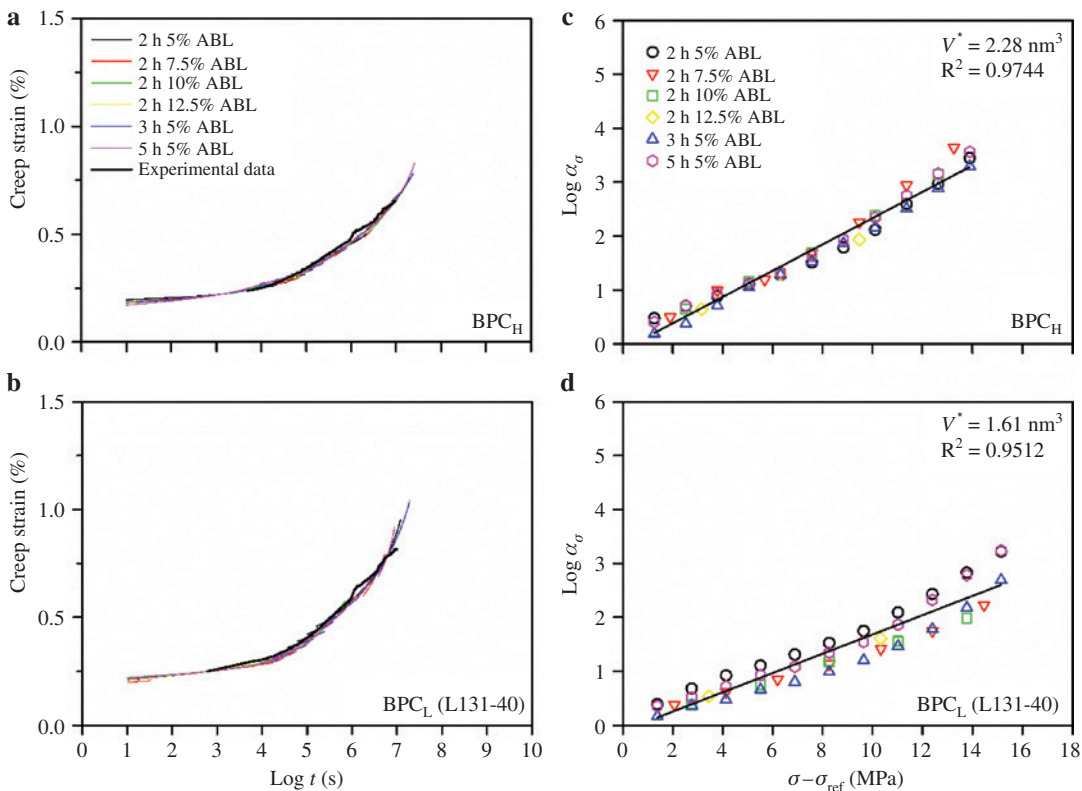 a
1.5
1.0
0.5
0.0
Creep strain (%)
2 h 5% ABL
2 h 7.5% ABL
2 h 10% ABL
2 h 12.5% ABL
3 h 5% ABL
5 h 5% ABL
Experimental data
BPC_H
c
6
5
4
3
2
1
0
Log α_σ
2 h 5% ABL
2 h 7.5% ABL
2 h 10% ABL
2 h 12.5% ABL
3 h 5% ABL
5 h 5% ABL
V* = 2.28 nm³
R² = 0.9744
BPC_H
b
1.5
1.0
0.5
0.0
Creep strain (%)
BPC_L (L131-40)
0 1 2 3 4 5 6 7 8 9 10
Log t (s)
d
6
5
4
3
2
1
0
Log α_σ
V* = 1.61 nm³
R² = 0.9512
BPC_L (L131-40)
0 2 4 6 8 10 12 14 16 18
σ–σ_ref (MPa)